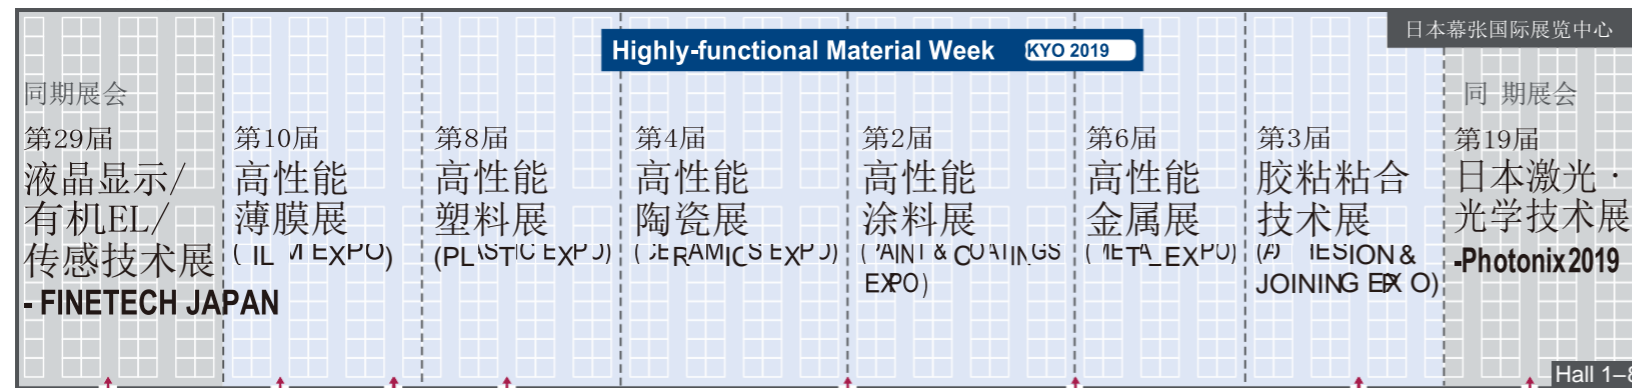 Highly-functional Material Week
KYO 2019
日本幕张国际展览中心
同期展会
第29届
液晶显示/
有机EL/
传感技术展
- FINETECH JAPAN
第10届
高性能
薄膜展
第8届
高性能
塑料展
第4届
高性能
陶瓷展
第2届
高性能
涂料展
EXPO)
第6届
高性能
金属展
第3届
胶粘粘合
技术展
同 期展会
第19届
日本激光·
光学技术展
-Photonix2019
Hall 1–8